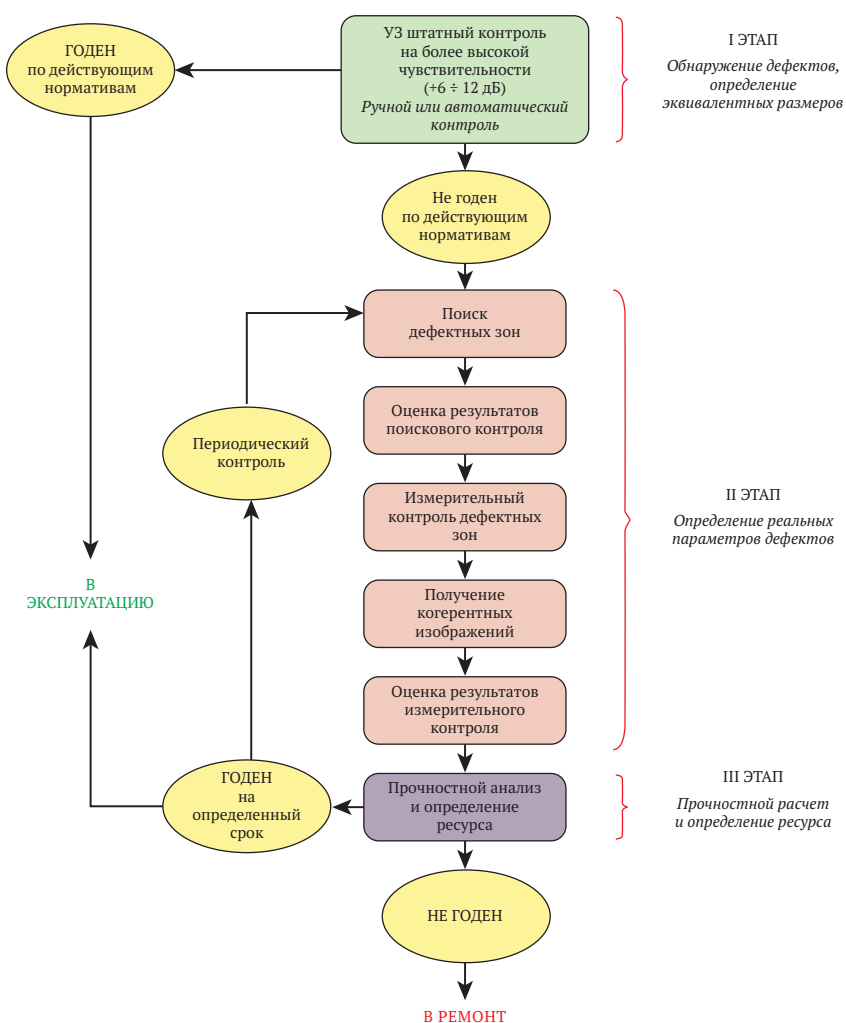 ГОДЕН
по действующим
нормативам
УЗ штатный контроль
на более высокой
чувствительности
(+6 ÷ 12 дБ)
Ручной или автоматический
контроль
I ЭТАП
Обнаружение дефектов,
определение
эквивалентных размеров
Не годен
по действующим
нормативам
Поиск
дефектных зон
Оценка результатов
поискового контроля
Периодический
контроль
Измерительный
контроль дефектных
зон
II ЭТАП
Определение реальных
параметров дефектов
В
ЭКСПЛУАТАЦИЮ
Получение
когерентных
изображений
Оценка результатов
измерительного
контроля
ГОДЕН
на
определенный
срок
Прочностной анализ
и определение
ресурса
III ЭТАП
Прочностной расчет
и определение ресурса
НЕ ГОДЕН
В РЕМОНТ